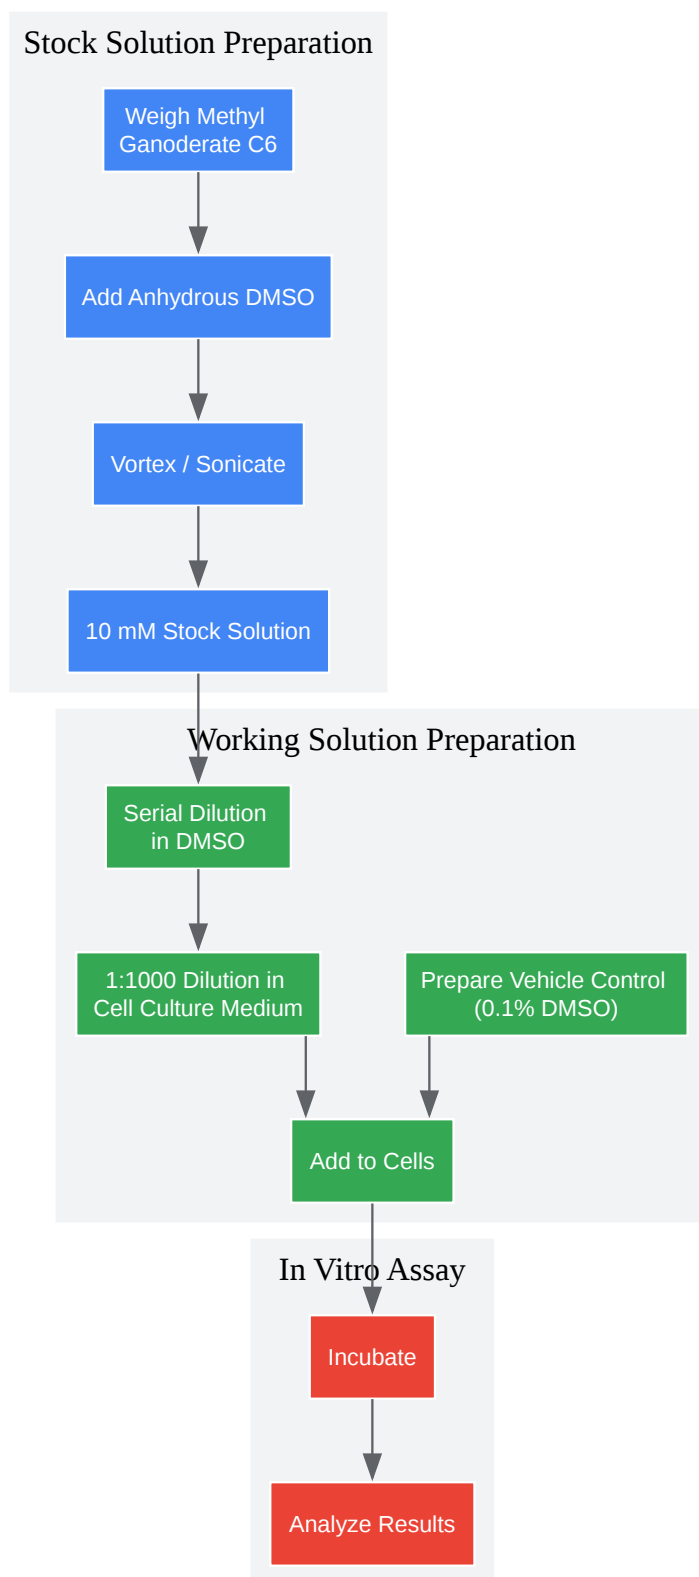 Stock Solution Preparation
Weigh Methyl
Ganoderate C6
Add Anhydrous DMSO
Vortex / Sonicate
10 mM Stock Solution
Working Solution Preparation
Serial Dilution
in DMSO
1:1000 Dilution in
Cell Culture Medium
Prepare Vehicle Control
(0.1% DMSO)
Add to Cells
In Vitro Assay
Incubate
Analyze Results